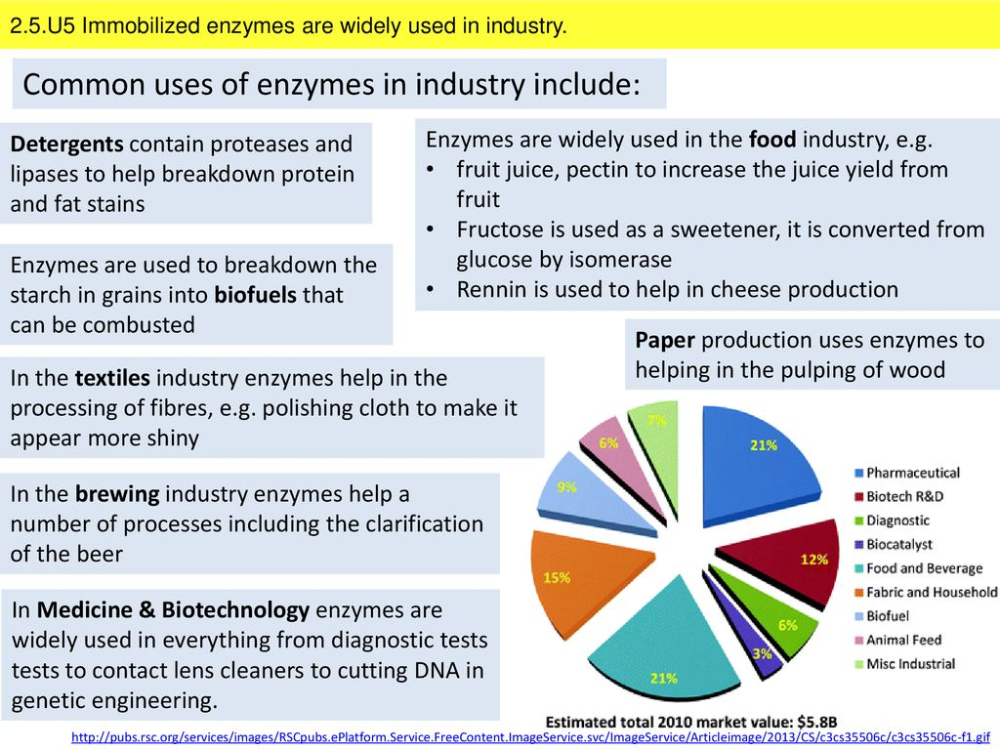 2.5.U5 Immobilized enzymes are widely used in industry.
Common uses of enzymes in industry include:
Detergents contain proteases and
lipases to help breakdown protein
and fat stains
Enzymes are widely used in the food industry, e.g.
• fruit juice, pectin to increase the juice yield from
fruit
• Fructose is used as a sweetener, it is converted from
glucose by isomerase
• Rennin is used to help in cheese production
Enzymes are used to breakdown the
starch in grains into biofuels that
can be combusted
Paper production uses enzymes to
helping in the pulping of wood
In the textiles industry enzymes help in the
processing of fibres, e.g. polishing cloth to make it
appear more shiny
In the brewing industry enzymes help a
number of processes including the clarification
of the beer
In Medicine & Biotechnology enzymes are
widely used in everything from diagnostic tests
tests to contact lens cleaners to cutting DNA in
genetic engineering.
21%
12%
6%
3%
21%
15%
9%
6%
7%
Pharmaceutical
Biotech R&D
Diagnostic
Biocatalyst
Food and Beverage
Fabric and Household
Biofuel
Animal Feed
Misc Industrial
Estimated total 2010 market value: $5.8B
http://pubs.rsc.org/services/images/RSCpubs.ePlatform.Service.FreeContent.ImageService.svc/ImageService/Articleimage/2013/CS/c3cs35506c/c3cs35506c-f1.gif